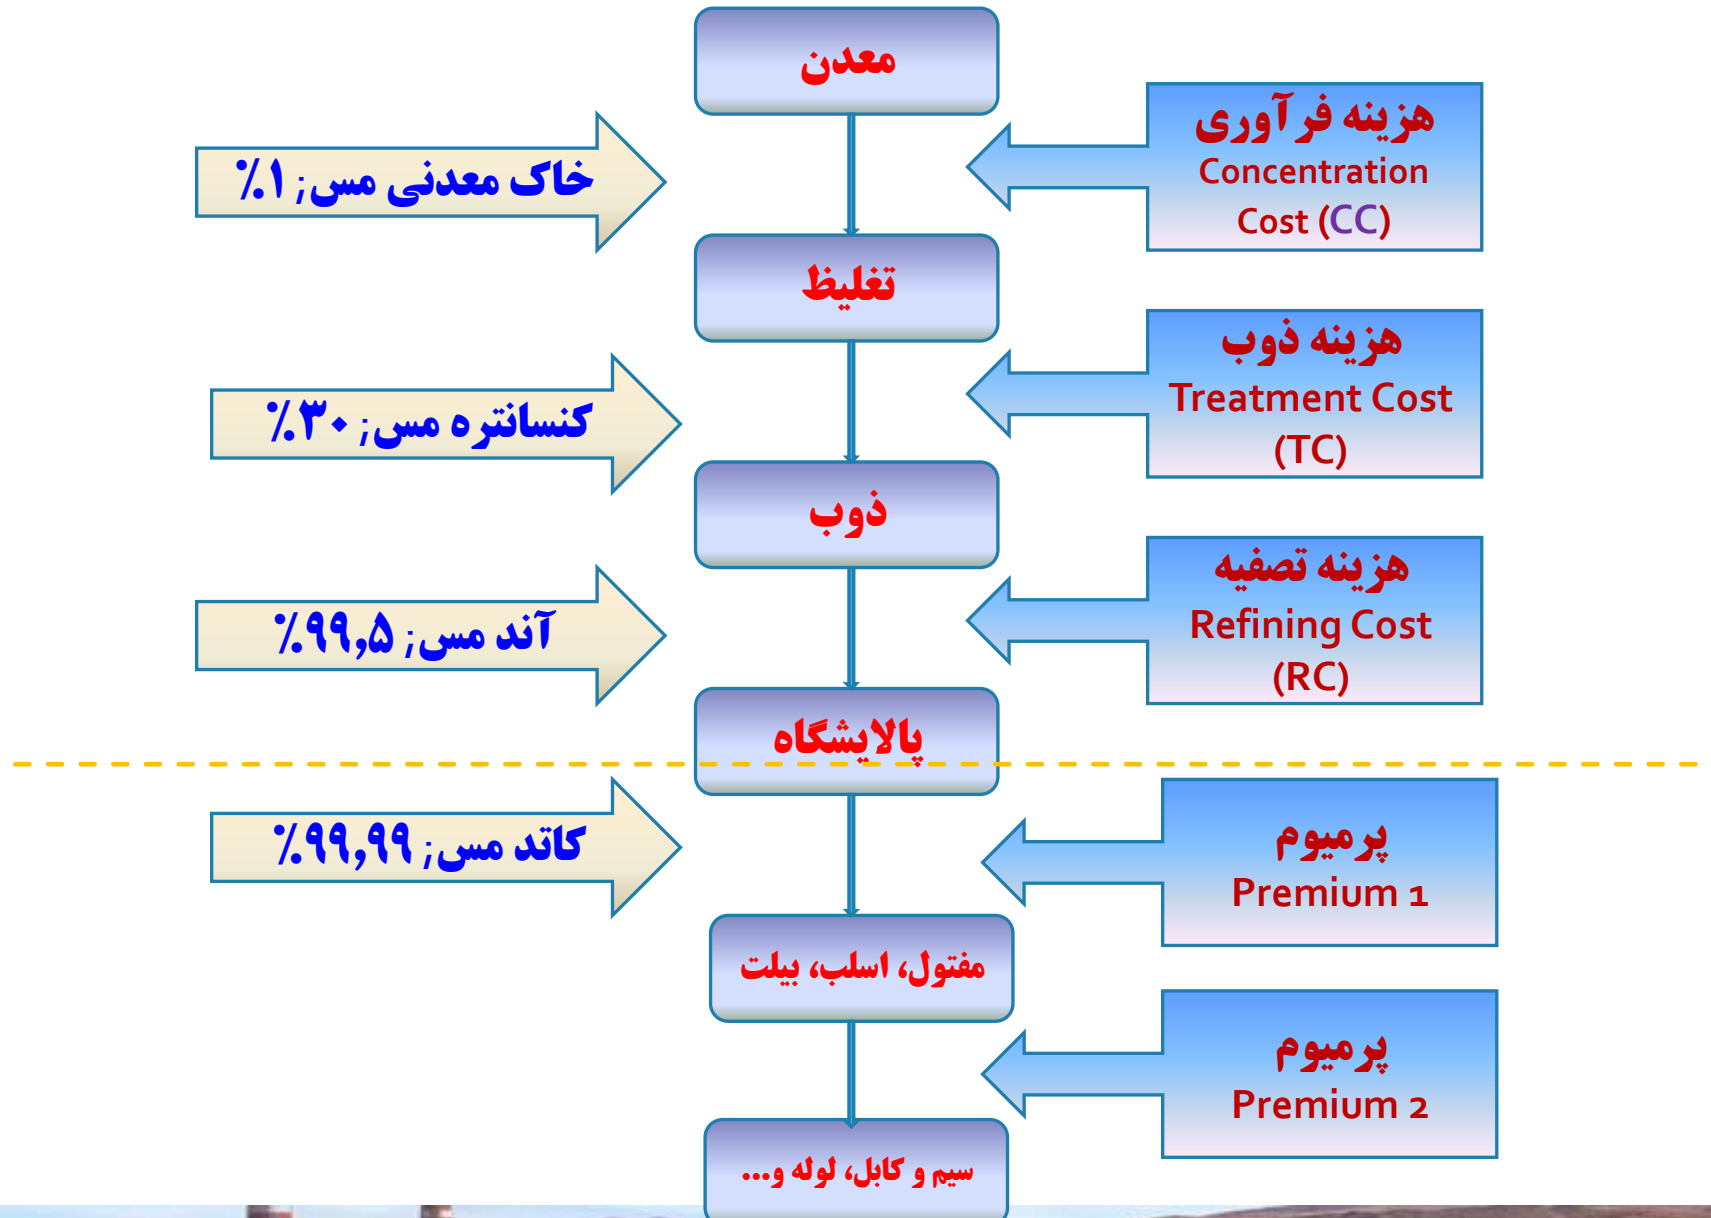 معدن
هزینه فرآوری
Concentration
Cost (CC)
خاک معدنی مس; ۱%
تغلیظ
هزینه ذوب
Treatment Cost
(TC)
کنسانتره مس; ۳۰%
ذوب
هزینه تصفیه
Refining Cost
(RC)
آند مس; ۹۹,۵%
پالایشگاه
پرمیوم
Premium 1
کاتد مس; ۹۹,۹۹%
مفتول، اسلب، بیلت
پرمیوم
Premium 2
سیم و کابل، لوله و...